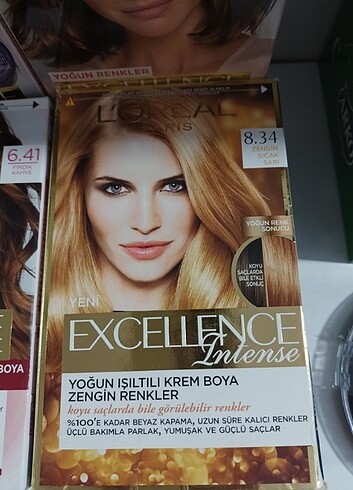 YOĞUN RENKLER
EXCELLENCE
L'ORÉAL
PARIS
8.34
ZENGİN
SICAK
SARI
6.41
FINDIK
KAHVE
YOĞUN RENK
SONUCU
KOYU
SAÇLARDA
BİLE ETKİLİ
SONUÇ
YENİ
EXCELLENCE
Intense
YOĞUN IŞILTILI KREM BOYA
ZENGİN RENKLER
koyu saçlarda bile görülebilir renkler
%100'E KADAR BEYAZ KAPAMA, UZUN SÜRE KALICI RENKLER
ÜÇLÜ BAKIMLA PARLAK, YUMUŞAK VE GÜÇLÜ SAÇLAR
BOYA